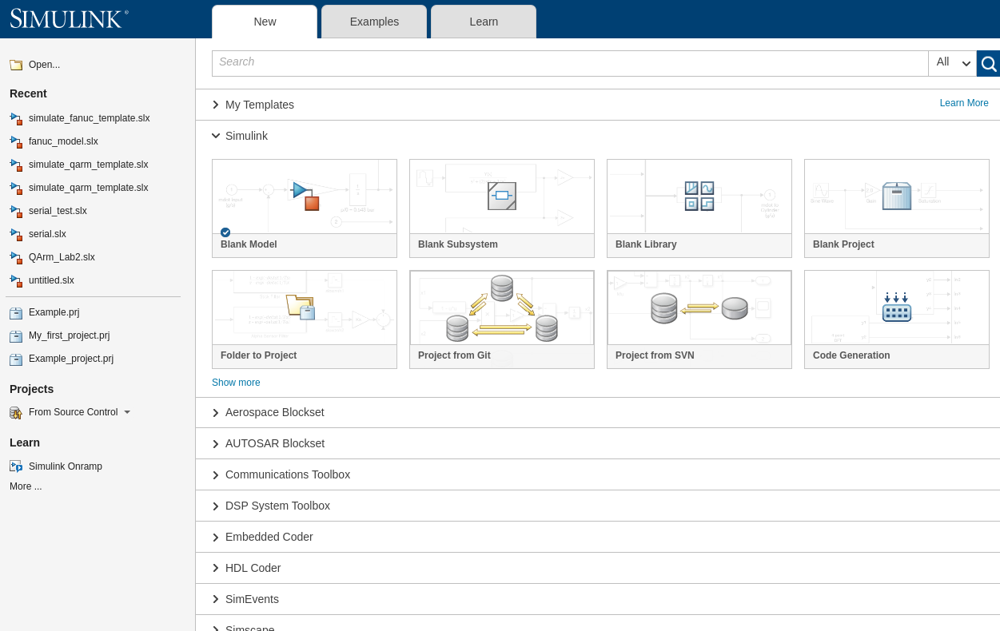 SIMULINK®
New
Examples
Learn
Open...
Recent
simulate_fanuc_template.slx
fanuc_model.slx
simulate_qarm_template.slx
simulate_qarm_template.slx
serial_test.slx
serial.slx
QArm_Lab2.slx
untitled.slx
Example.prj
My_first_project.prj
Example_project.prj
Projects
From Source Control
Learn
Simulink Onramp
More ...
Search
All
My Templates
Learn More
Simulink
Blank Model
Blank Subsystem
Blank Library
Blank Project
Folder to Project
Project from Git
Project from SVN
Code Generation
Show more
Aerospace Blockset
AUTOSAR Blockset
Communications Toolbox
DSP System Toolbox
Embedded Coder
HDL Coder
SimEvents
Simscape